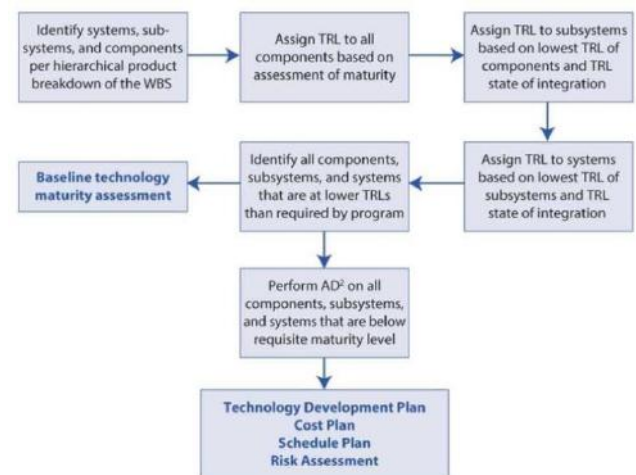 Identify systems, sub-
systems, and components
per hierarchical product
breakdown of the WBS
Assign TRL to all
components based on
assessment of maturity
Assign TRL to subsystems
based on lowest TRL of
components and TRL
state of integration
Baseline technology
maturity assessment
Identify all components,
subsystems, and systems
that are at lower TRLs
than required by program
Assign TRL to systems
based on lowest TRL of
subsystems and TRL
state of integration
Perform AD² on all
components, subsystems,
and systems that are below
requisite maturity level
Technology Development Plan
Cost Plan
Schedule Plan
Risk Assessment